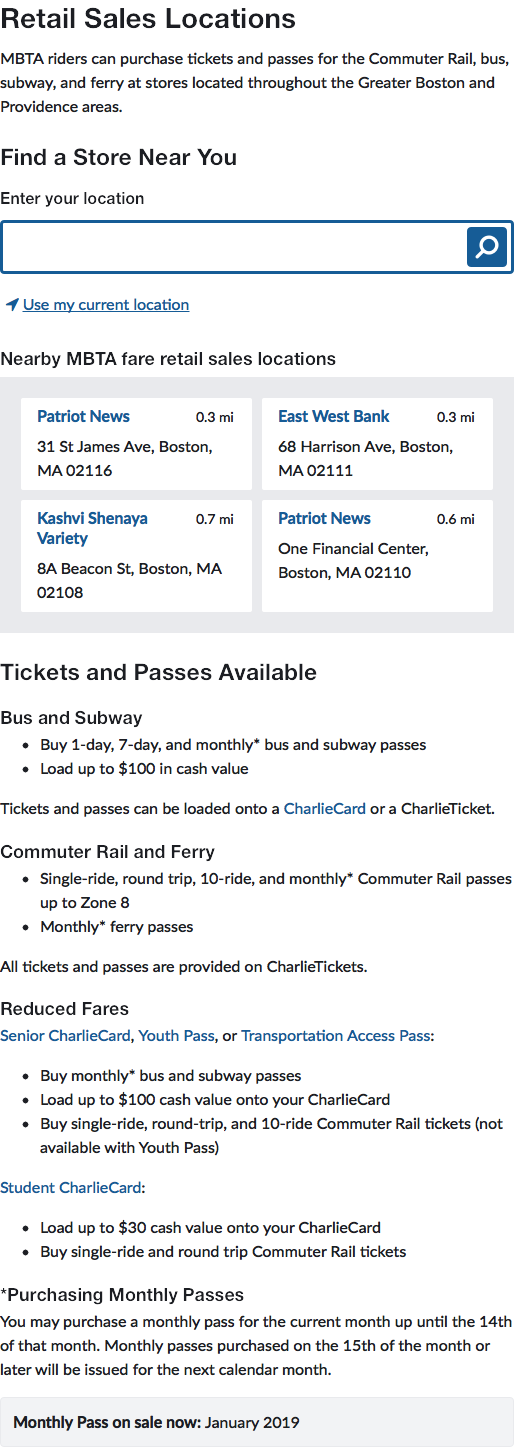 Retail Sales Locations
MBTA riders can purchase tickets and passes for the Commuter Rail, bus,
subway, and ferry at stores located throughout the Greater Boston and
Providence areas.
Find a Store Near You
Enter your location
Use my current location
Nearby MBTA fare retail sales locations
Patriot News 0.3 mi
31 St James Ave, Boston,
MA 02116
East West Bank 0.3 mi
68 Harrison Ave, Boston,
MA 02111
Kashvi Shenaya 0.7 mi
Variety
8A Beacon St, Boston, MA
02108
Patriot News 0.6 mi
One Financial Center,
Boston, MA 02110
Tickets and Passes Available
Bus and Subway
• Buy 1-day, 7-day, and monthly* bus and subway passes
• Load up to $100 in cash value
Tickets and passes can be loaded onto a CharlieCard or a CharlieTicket.
Commuter Rail and Ferry
• Single-ride, round trip, 10-ride, and monthly* Commuter Rail passes
up to Zone 8
• Monthly* ferry passes
All tickets and passes are provided on CharlieTickets.
Reduced Fares
Senior CharlieCard, Youth Pass, or Transportation Access Pass:
• Buy monthly* bus and subway passes
• Load up to $100 cash value onto your CharlieCard
• Buy single-ride, round-trip, and 10-ride Commuter Rail tickets (not
available with Youth Pass)
Student CharlieCard:
• Load up to $30 cash value onto your CharlieCard
• Buy single-ride and round trip Commuter Rail tickets
*Purchasing Monthly Passes
You may purchase a monthly pass for the current month up until the 14th
of that month. Monthly passes purchased on the 15th of the month or
later will be issued for the next calendar month.
Monthly Pass on sale now: January 2019